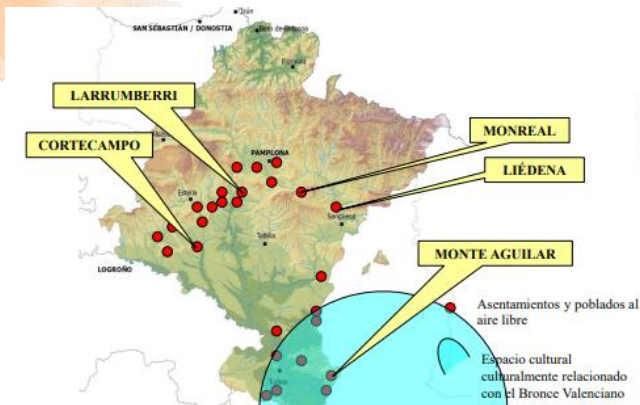 Irún
SAN SEBASTIÁN / DONOSTIA
LARRUMBERRI
CORTECAMPO
PAMPLONA
MONREAL
LIÉDENA
Estella
Sangüesa
Tafalla
LOGROÑO
MONTE AGUILAR
Asentamientos y poblados al
aire libre
Espacio cultural
culturalmente relacionado
con el Bronce Valenciano